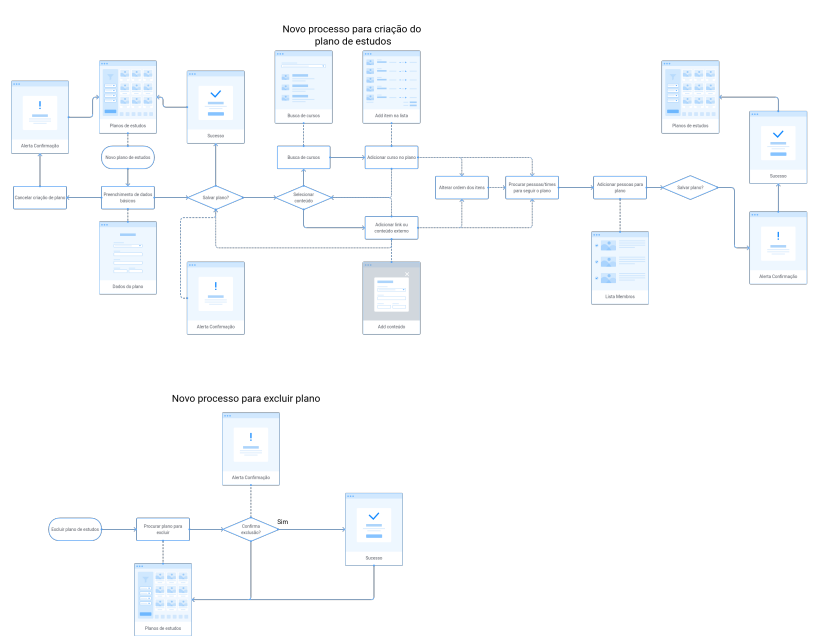 Novo processo para criação do
plano de estudos
Alerta Confirmação
Planos de estudos
Sucesso
Busca de cursos
Add item os lista
Planos de estudos
Sucesso
Novo plano de estudos
Busca de cursos
Adicionar curso no plano
Cancelar criação de plano
Preenchimento de dados
básicos
Salvar plano?
Selecionar
conteúdo
Alterar ordem dos itens
Procurar pessoas/times
para seguir o plano
Adicionar pessoas para
plano
Salvar plano?
Adicionar link ou
conteúdo externo
Dados do plano
Alerta Confirmação
Add conteúdo
Lista Membros
Alerta Confirmação
Novo processo para excluir plano
Alerta Confirmação
Excluir plano de estudos
Procurar plano para
excluir
Confirma
exclusão?
Sim
Sucesso
Planos de estudos